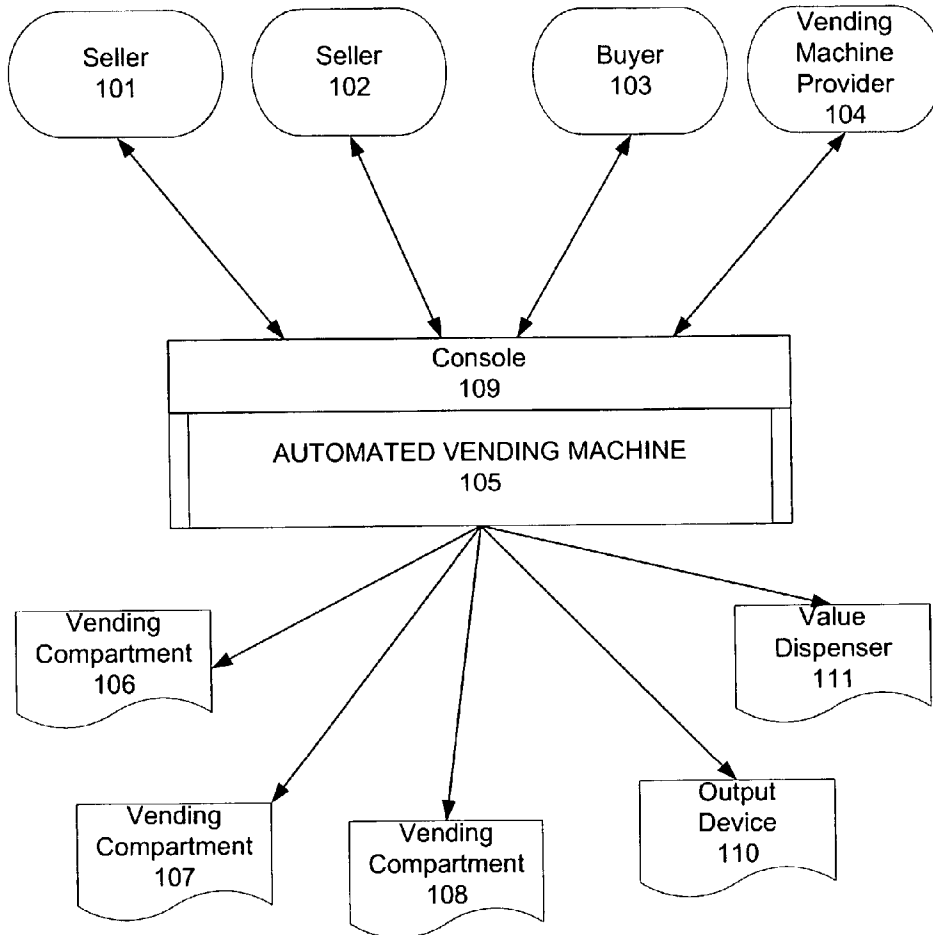 Seller
101
Seller
102
Buyer
103
Vending
Machine
Provider
104
Console
109
AUTOMATED VENDING MACHINE
105
Vending
Compartment
106
Value
Dispenser
111
Vending
Compartment
107
Vending
Compartment
108
Output
Device
110